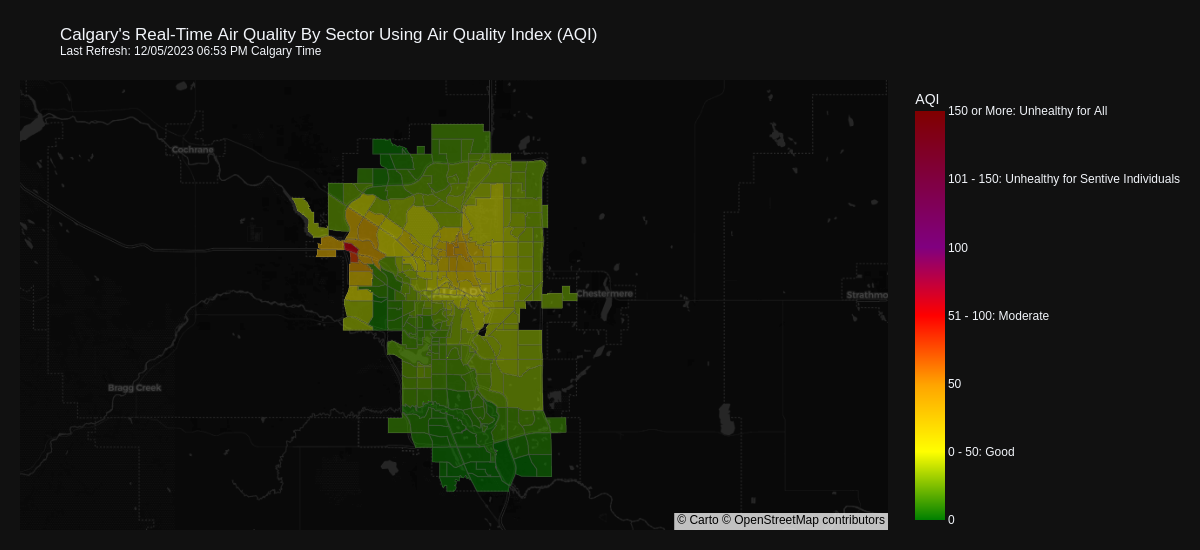 Calgary's Real-Time Air Quality By Sector Using Air Quality Index (AQI)
Last Refresh: 12/05/2023 06:53 PM Calgary Time
AQI
150 or More: Unhealthy for All
Cochrane
101 - 150: Unhealthy for Sentive Individuals
100
Chestermere
Strathmo
51 - 100: Moderate
50
Bragg Creek
0 - 50: Good
0
© Carto © OpenStreetMap contributors